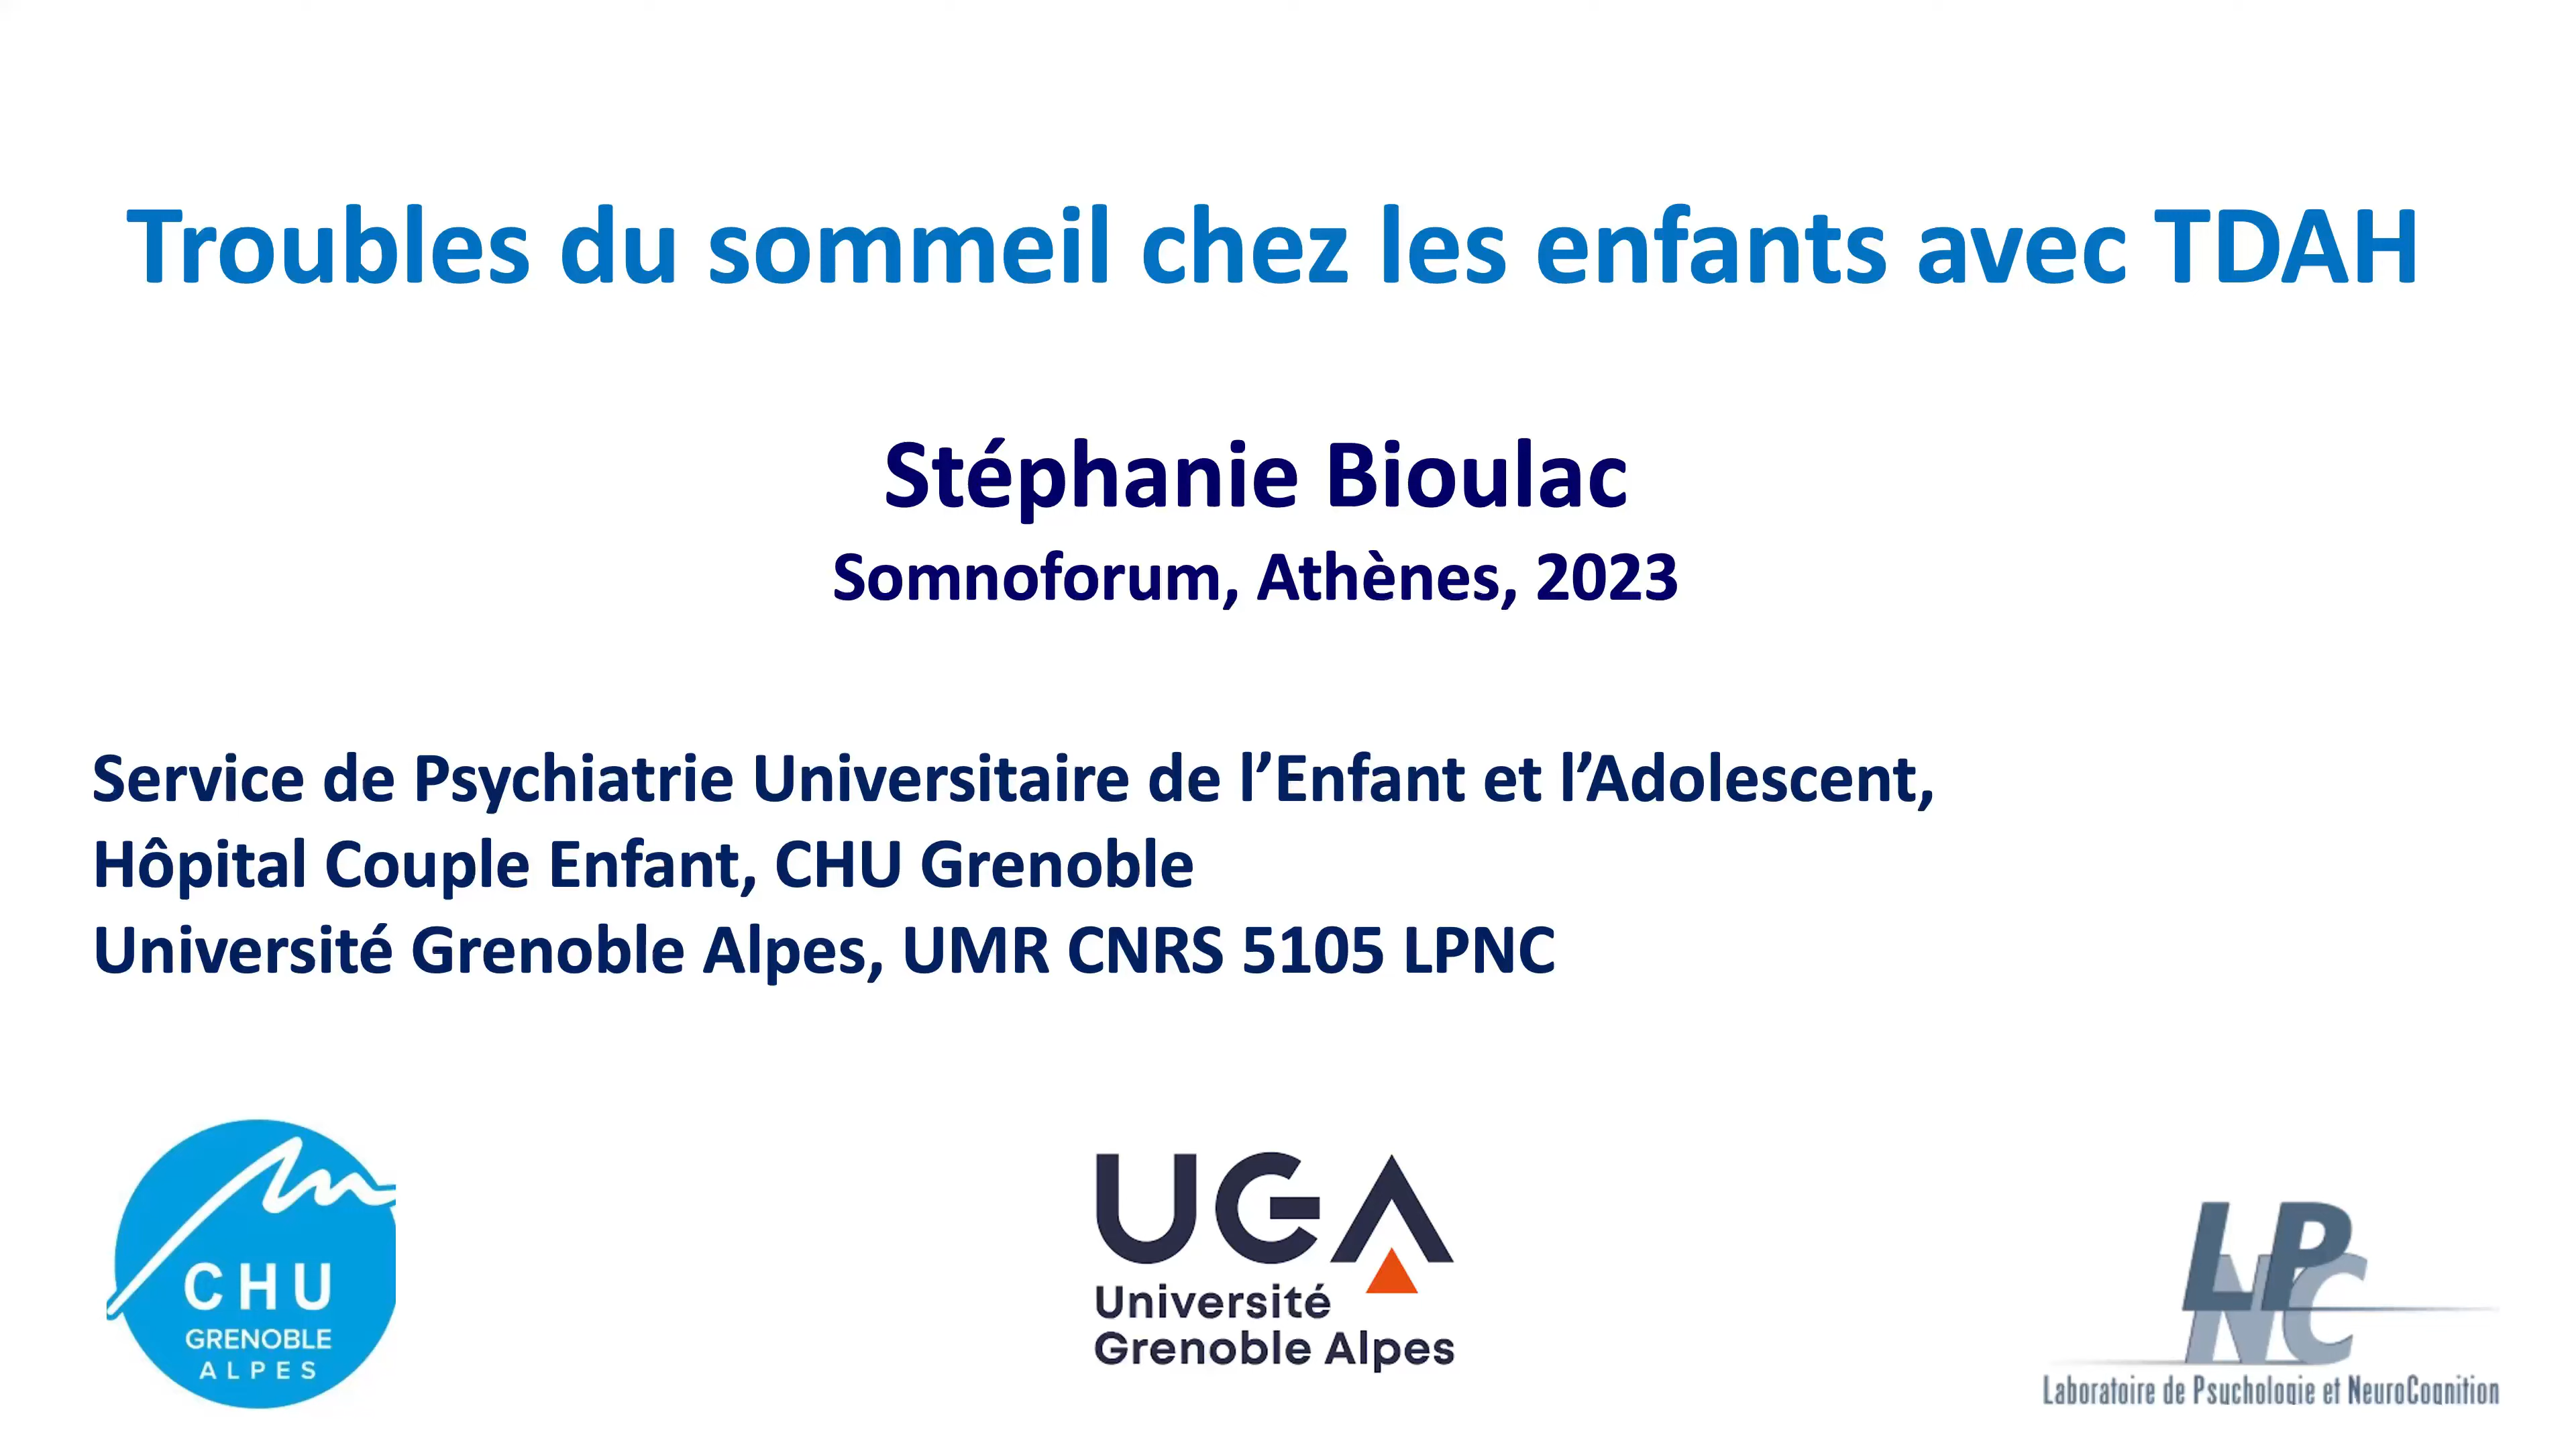 Troubles du sommeil chez les enfants avec TDAH
Stéphanie Bioulac
Somnoforum, Athènes, 2023
Service de Psychiatrie Universitaire de l’Enfant et l’Adolescent,
Hôpital Couple Enfant, CHU Grenoble
Université Grenoble Alpes, UMR CNRS 5105 LPNC
CHU
GRENOBLE
ALPES
UGA
Université
Grenoble Alpes
LP
NC
Laboratoire de Psychologie et NeuroCognition